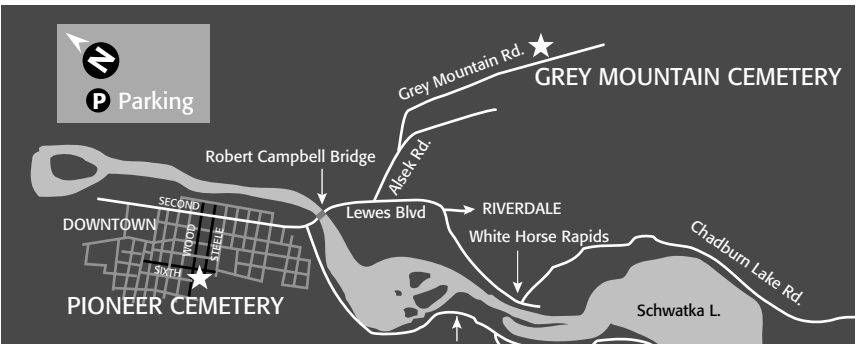 N
P Parking
Grey Mountain Rd.
GREY MOUNTAIN CEMETERY
Robert Campbell Bridge
Alsek Rd.
SECOND
DOWNTOWN
WOOD
STEELE
SIXTH
PIONEER CEMETERY
Lewes Blvd
RIVERDALE
White Horse Rapids
Chadburn Lake Rd.
Schwatka L.